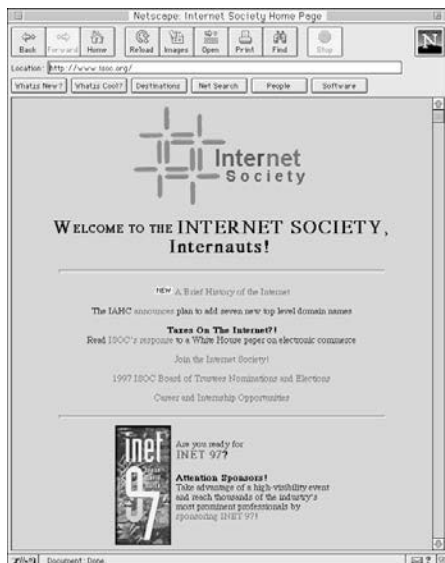 Netscape: Internet Society Home Page
Back Forward Home Reload Images Open Print Find Stop
N
Location: http://www.isoc.org/
What's New? What's Cool? Destinations Net Search People Software
Internet
Society
WELCOME TO THE INTERNET SOCIETY,
Internauts!
NEW A Brief History of the Internet
The IAHC announces plan to add seven new top level domain names
Taxes On The Internet?!
Read ISOC's response to a White House paper on electronic commerce
Join the Internet Society!
1997 ISOC Board of Trustees Nominations and Elections
Career and Internship Opportunities
inet
97
Are you ready for
INET 97?
Attention Sponsors!
Take advantage of a high-visibility event
and reach thousands of the industry's
most prominent professionals by
sponsoring INET 97!
Document: Done.